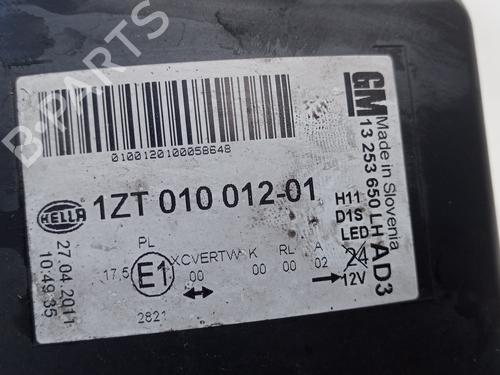 B-PARTS
0100120100058648
HELLA
1ZT 010 012-01
27.04.2011
10:49:35
PL
17.5
E1
2821
XCVERTW K RL A
00 00 00 02
H11
D1S
LED
24
12V
GM
Made in Slovenia
13 253 650 LH AD3